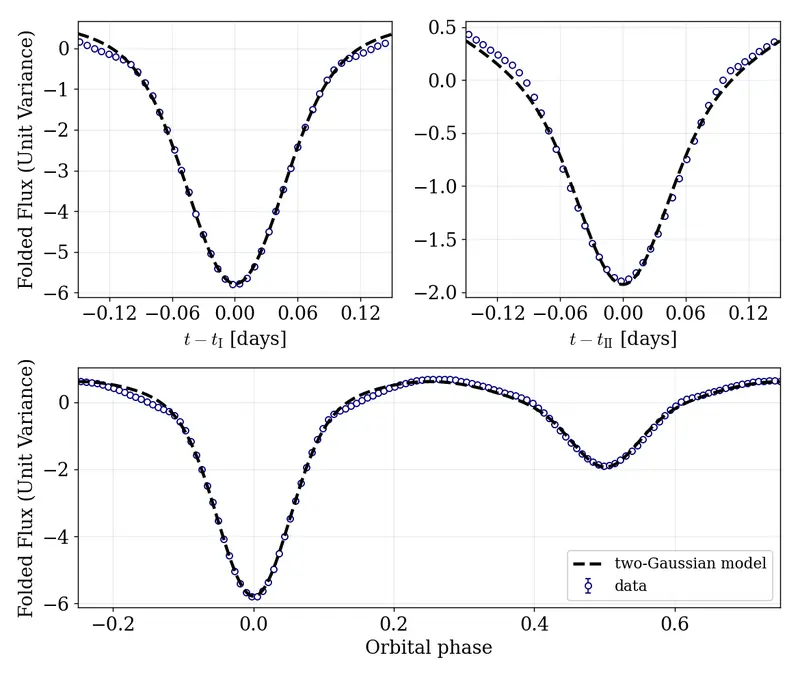 Folded Flux (Unit Variance)
0
−1
−2
−3
−4
−5
−6
−0.12 −0.06 0.00 0.06 0.12
t − tI [days]
0.5
0.0
−0.5
−1.0
−1.5
−2.0
−0.12 −0.06 0.00 0.06 0.12
t − tII [days]
Folded Flux (Unit Variance)
0
−2
−4
−6
−0.2 0.0 0.2 0.4 0.6
Orbital phase
two-Gaussian model
data